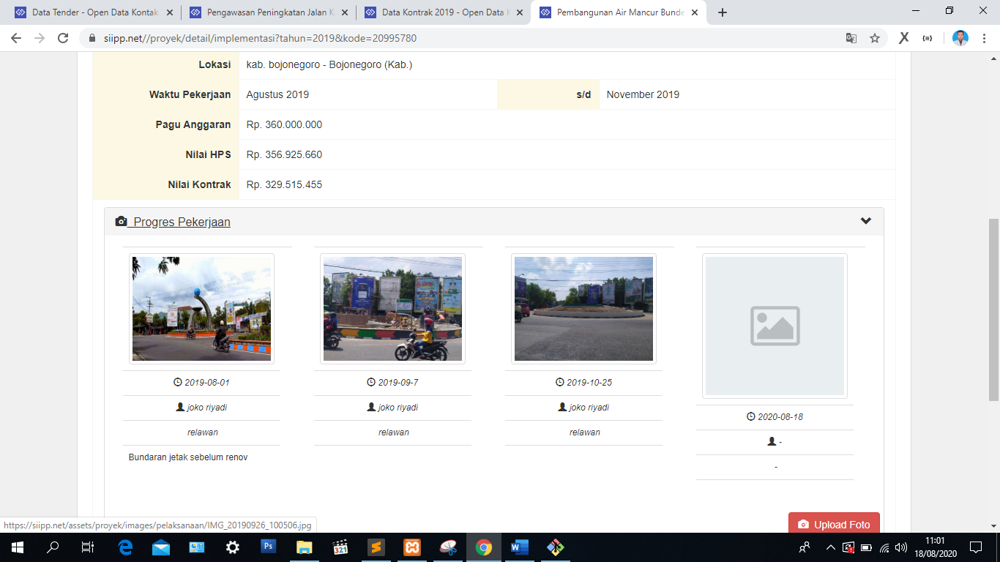 Data Tender - Open Data Kontak
Pengawasan Peningkatan Jalan K
Data Kontrak 2019 - Open Data K
Pembangunan Air Mancur Bunde
siipp.net//proyek/detail/implementasi?tahun=2019&kode=20995780
Lokasi kab. bojonegoro - Bojonegoro (Kab.)
Waktu Pekerjaan Agustus 2019 s/d November 2019
Pagu Anggaran Rp. 360.000.000
Nilai HPS Rp. 356.925.660
Nilai Kontrak Rp. 329.515.455
Progres Pekerjaan
2019-08-01 2019-09-7 2019-10-25 2020-08-18
joko riyadi joko riyadi joko riyadi -
relawan relawan relawan -
Bundaran jetak sebelum renov
https://siipp.net/assets/proyek/images/pelaksanaan/IMG_20190926_100506.jpg
Upload Foto
Ps
321
W
11:01
18/08/2020